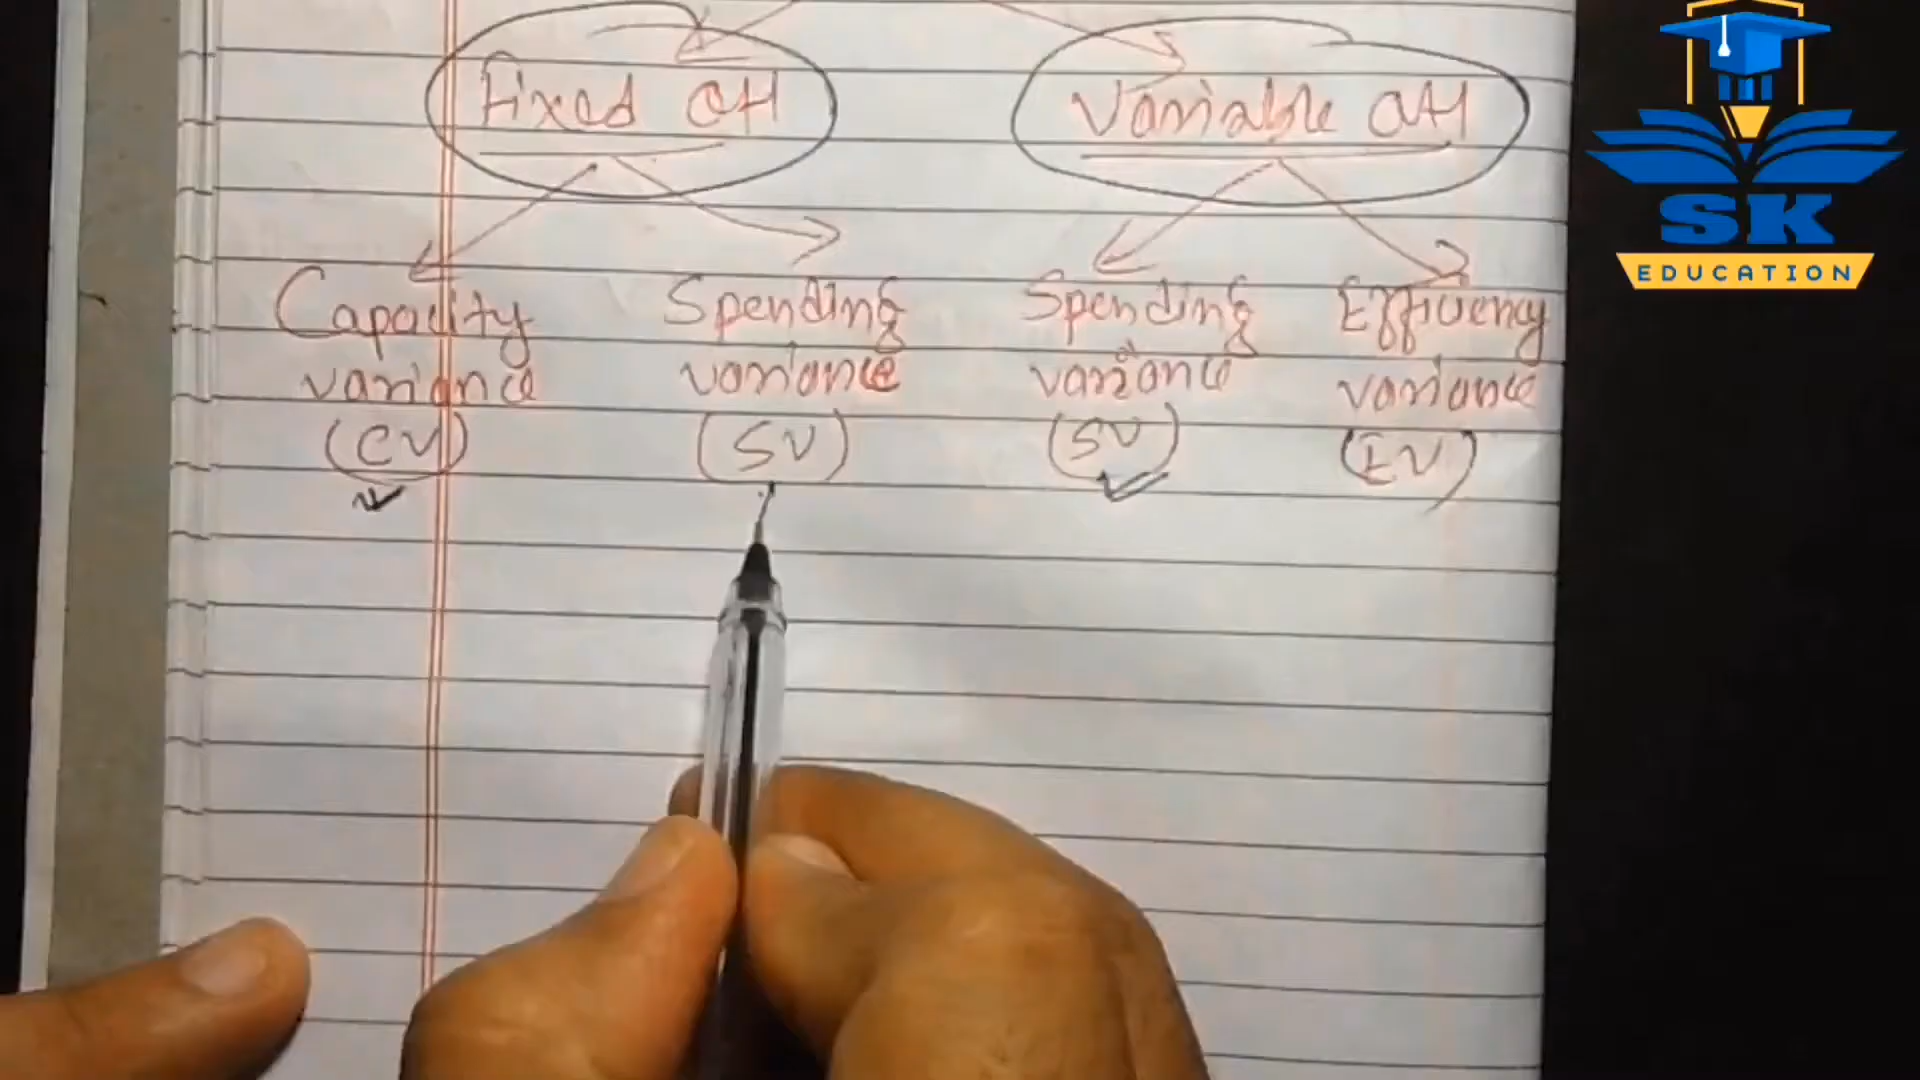 Fixed OH
Variable OH
Capacity
variance
(CV)
Spending
variance
(SV)
Spending
variance
(SV)
Efficiency
variance
(EV)
SK
EDUCATION